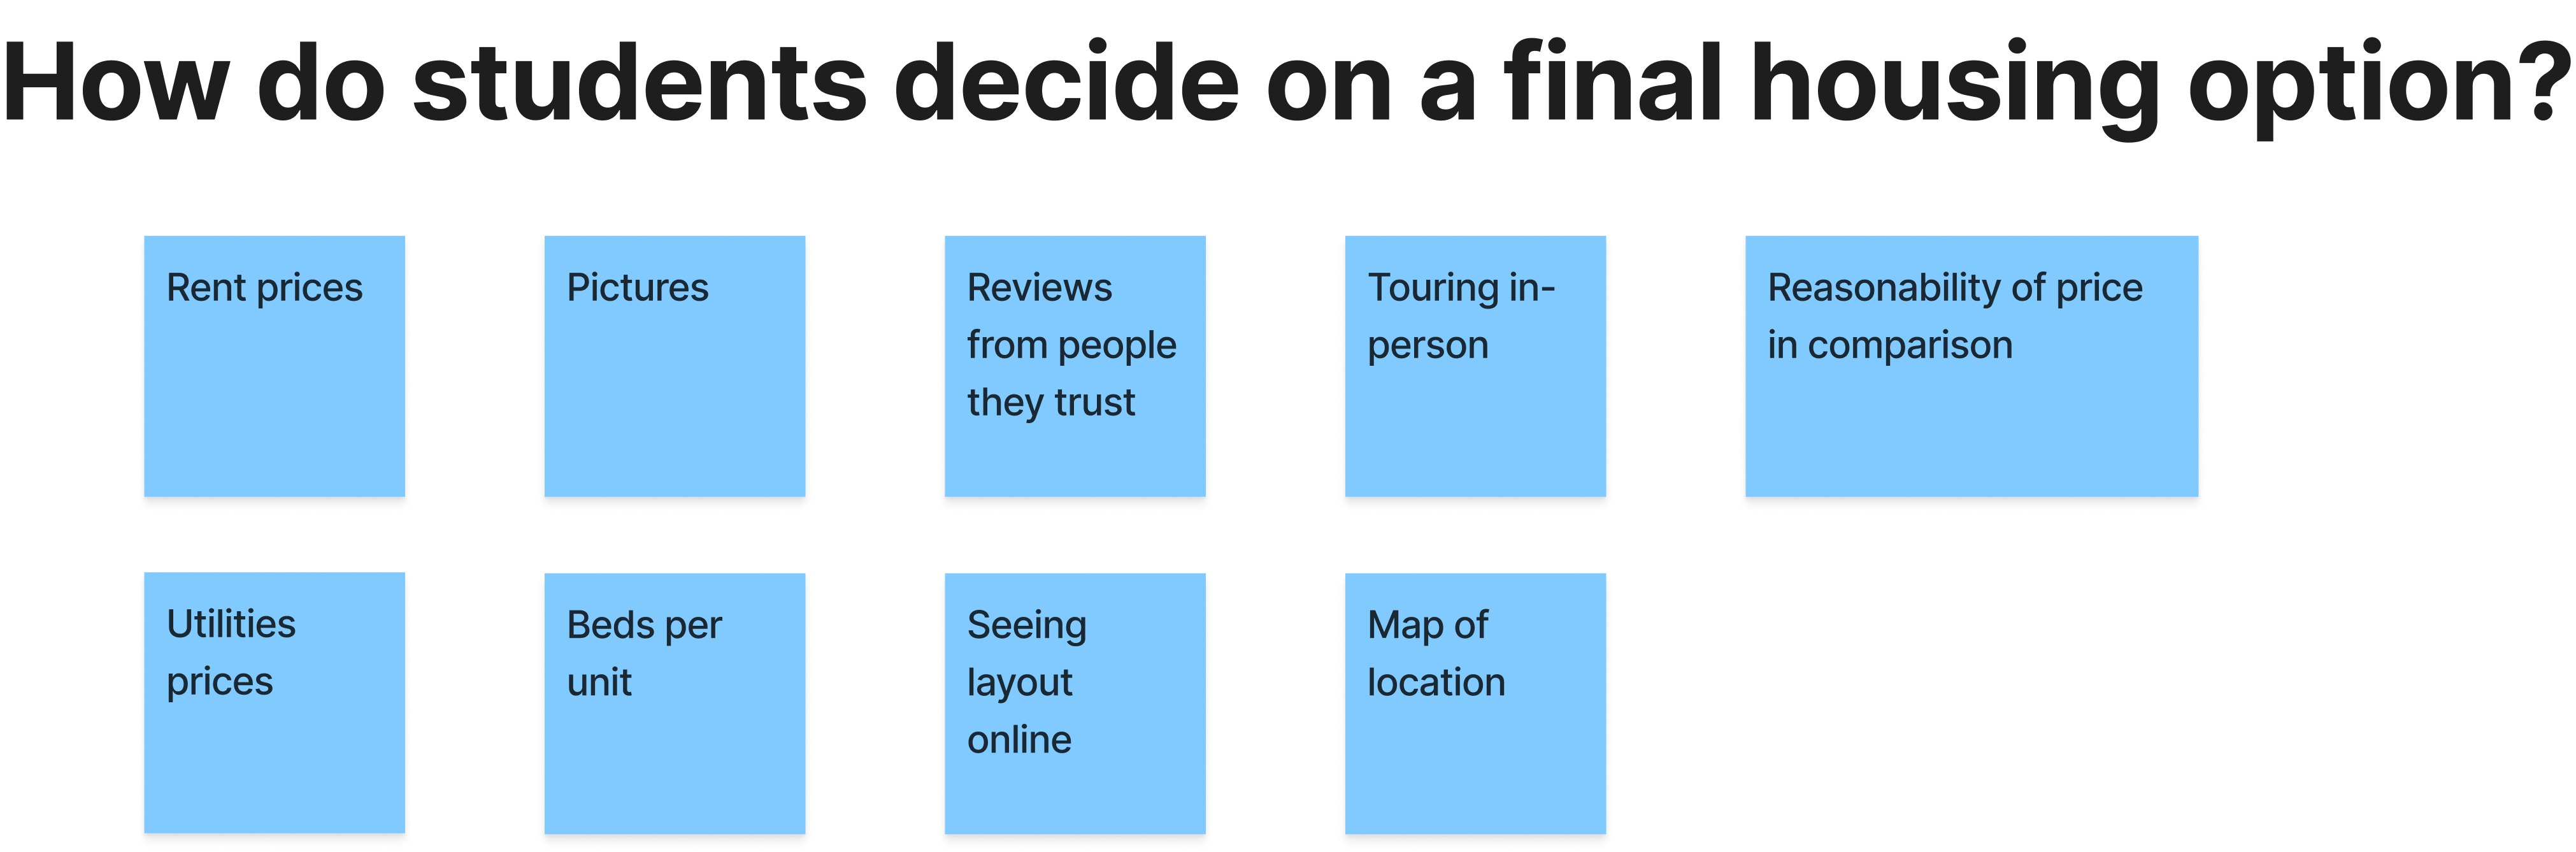 How do students decide on a final housing option?
Rent prices
Pictures
Reviews
from people
they trust
Touring in-
person
Reasonability of price
in comparison
Utilities
prices
Beds per
unit
Seeing
layout
online
Map of
location